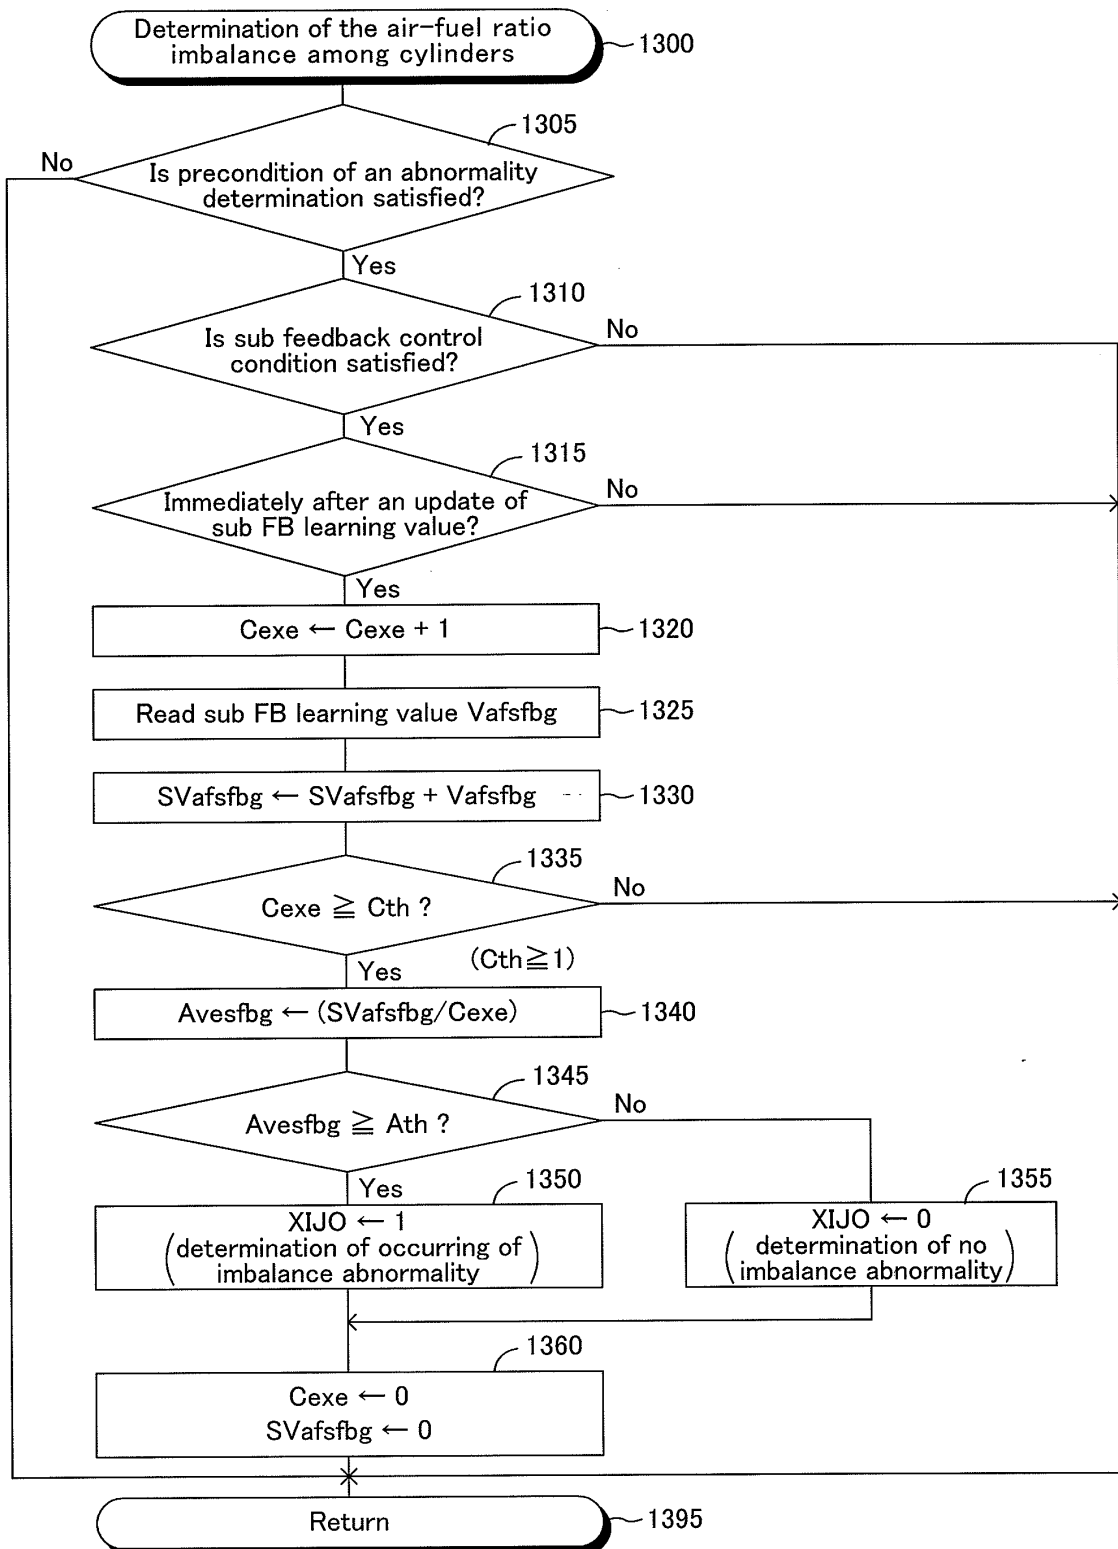 Determination of the air-fuel ratio
imbalance among cylinders
1300
1305
No
Is precondition of an abnormality
determination satisfied?
Yes
1310
Is sub feedback control
condition satisfied?
No
Yes
1315
Immediately after an update of
sub FB learning value?
No
Yes
Cexe ← Cexe + 1
1320
Read sub FB learning value Vafsfbg
1325
SVafsfbg ← SVafsfbg + Vafsfbg
1330
1335
Cexe ≧ Cth ?
No
Yes
(Cth≧1)
Avesfbg ← (SVafsfbg/Cexe)
1340
1345
Avesfbg ≧ Ath ?
No
Yes
1350
XIJO ← 1
(determination of occurring of
imbalance abnormality)
1355
XIJO ← 0
(determination of no
imbalance abnormality)
1360
Cexe ← 0
SVafsfbg ← 0
Return
1395